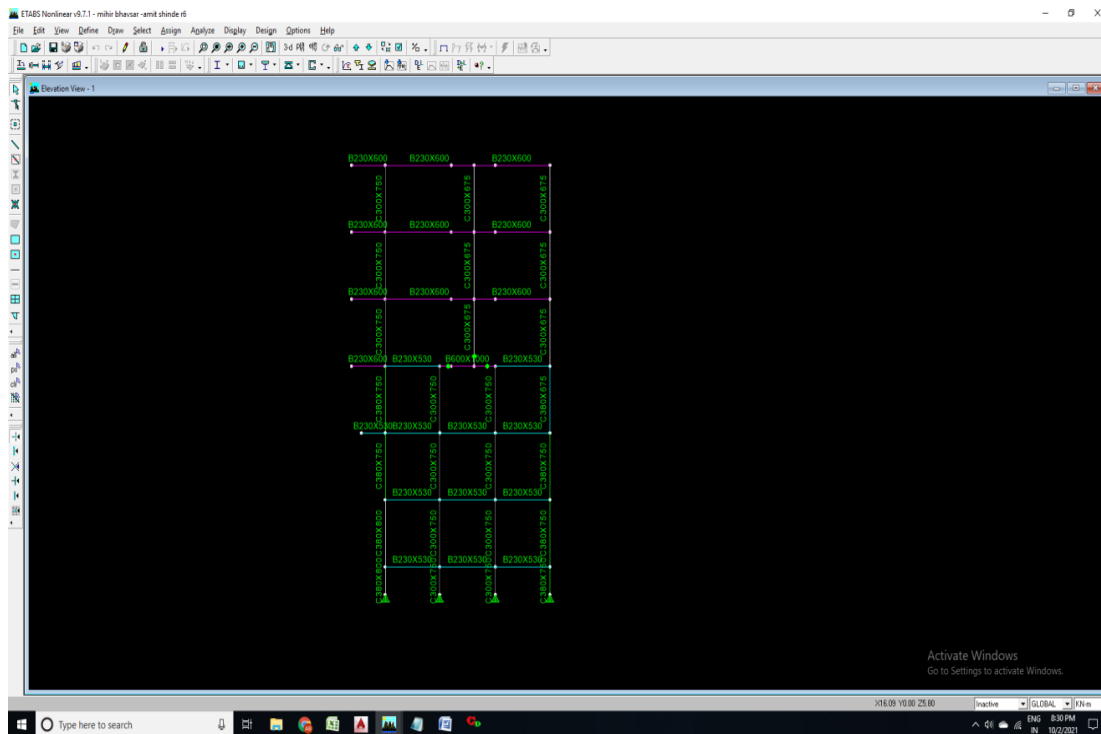 ETABS Nonlinear v9.7.1 - mihir bhavsar -amit shinde r6
File Edit View Define Draw Select Assign Analyze Display Design Options Help
3-d
Elevation View - 1
B230X600 B230X600 B230X600
C300X750 C300X675 C300X675
B230X600 B230X600 B230X600
C300X750 C300X675 C300X675
B230X600 B230X600 B230X600
C300X750 C300X675 C300X675
B230X600 B230X530 B600X1000 B230X530
C380X750 C300X750 C300X750 C380X675
B230X530 B230X530 B230X530 B230X530
C380X750 C300X750 C300X750
B230X530 B230X530 B230X530
C380X800 C300X750 C300X750 C300X750
B230X530 B230X530 B230X530
C380X800 C300X750 C300X750 C380X750
Activate Windows
Go to Settings to activate Windows.
X16.09 Y0.00 Z5.80 Inactive GLOBAL KN-m
Type here to search
ENG 8:30 PM
IN 10/2/2021